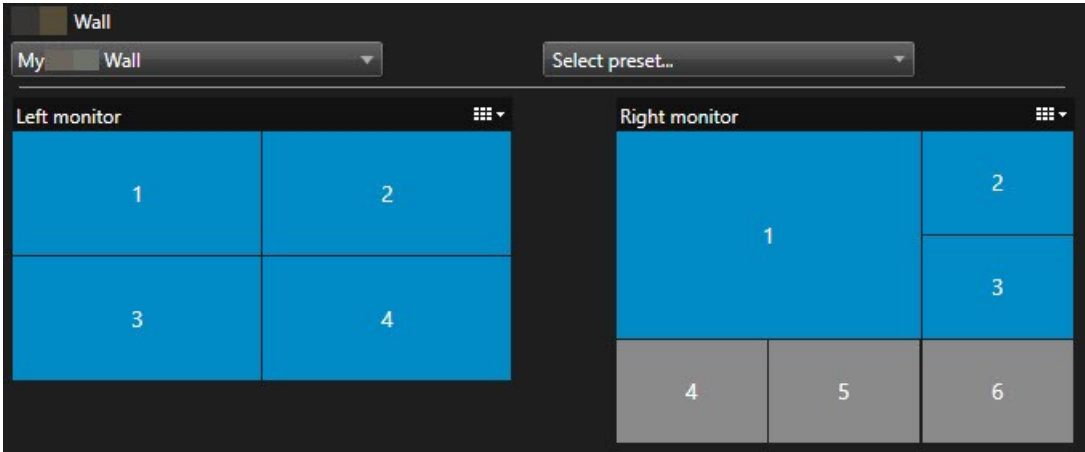 Wall
My Wall
Select preset...
Left monitor
1 2
3 4
Right monitor
1
2
3
4 5 6